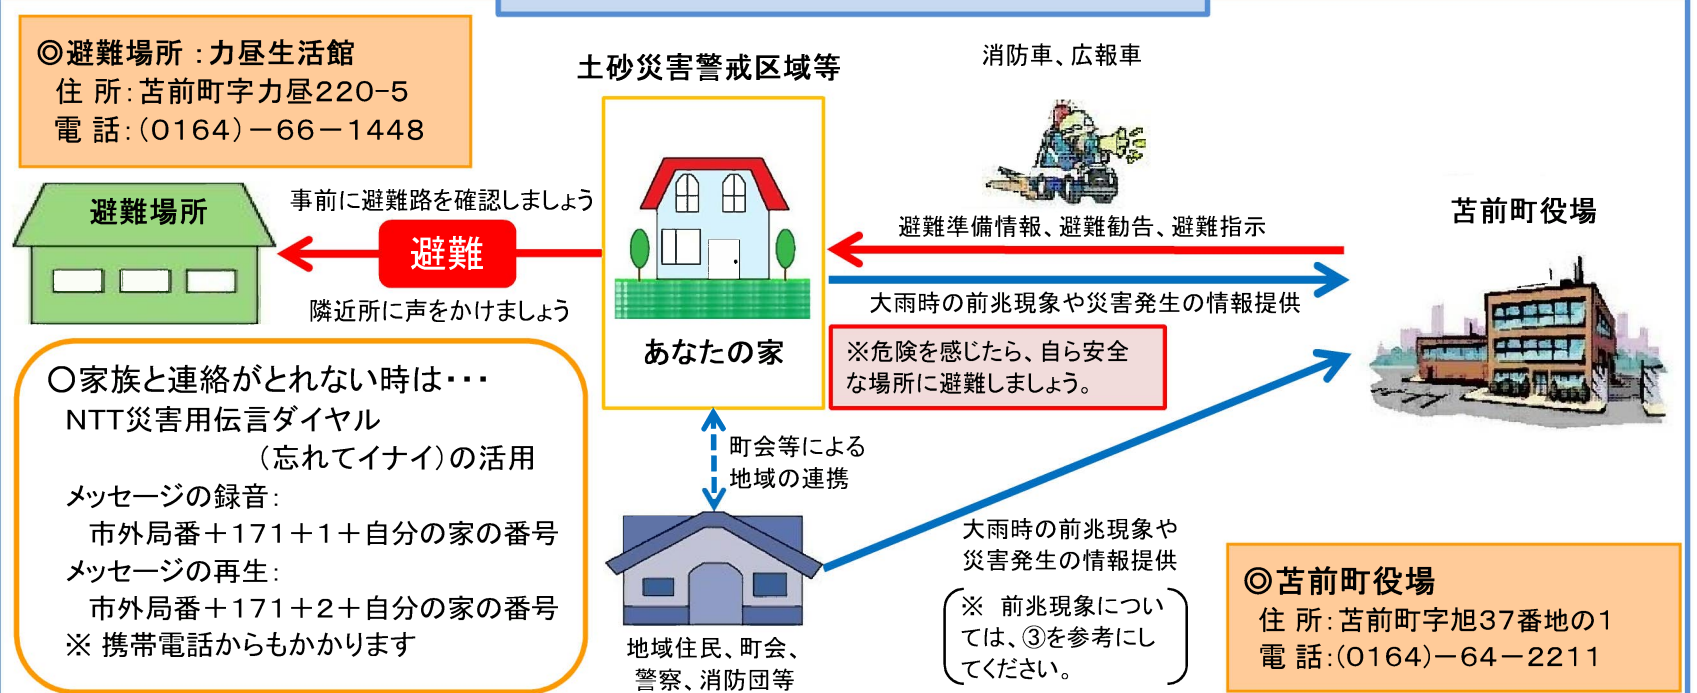 ◎避難場所：力昼生活館
住 所：苫前町字力昼220-5
電 話：（0164）－66－1448
土砂災害警戒区域等
消防車、広報車
避難場所
事前に避難路を確認しましょう
避難
隣近所に声をかけましょう
あなたの家
避難準備情報、避難勧告、避難指示
大雨時の前兆現象や災害発生の情報提供
苫前町役場
※危険を感じたら、自ら安全
な場所に避難しましょう。
〇家族と連絡がとれない時は・・・
NTT災害用伝言ダイヤル
（忘れてイナイ）の活用
メッセージの録音：
市外局番＋171＋1＋自分の家の番号
メッセージの再生：
市外局番＋171＋2＋自分の家の番号
※ 携帯電話からもかかります
町会等による
地域の連携
地域住民、町会、
警察、消防団等
大雨時の前兆現象や
災害発生の情報提供
※ 前兆現象につい
ては、③を参考にし
てください。
◎苫前町役場
住 所：苫前町字旭37番地の1
電 話：（0164）－64－2211